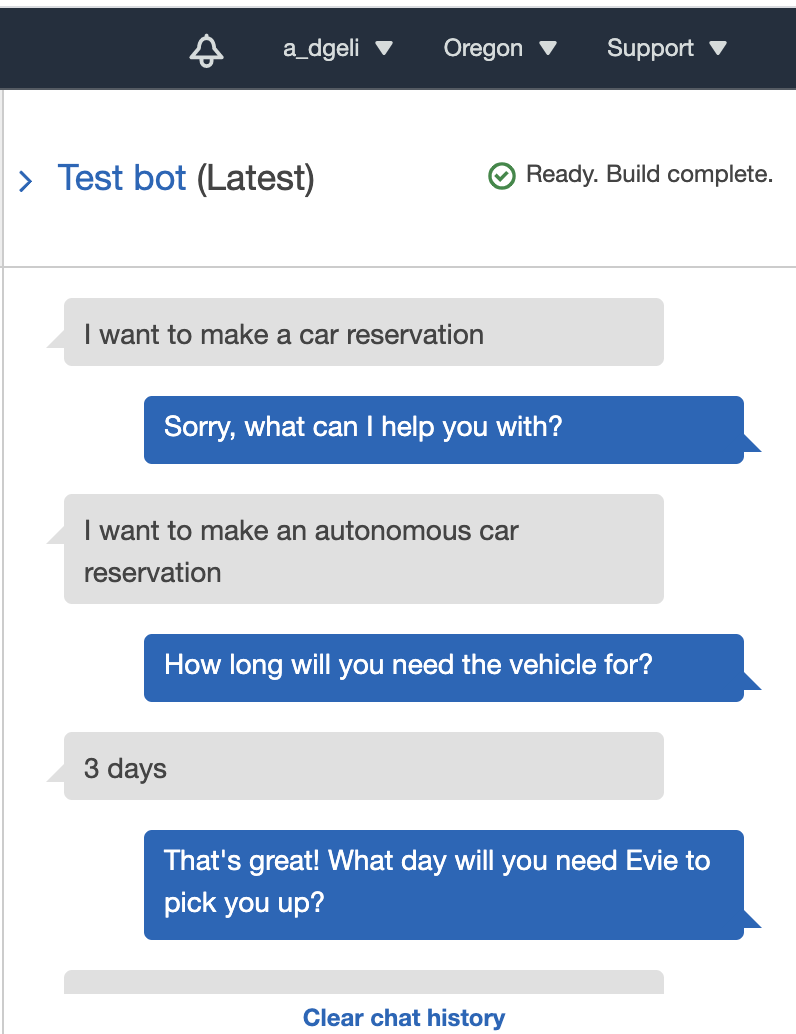 a_dgeli Oregon Support
Test bot (Latest) Ready. Build complete.
I want to make a car reservation
Sorry, what can I help you with?
I want to make an autonomous car
reservation
How long will you need the vehicle for?
3 days
That's great! What day will you need Evie to
pick you up?
Clear chat history